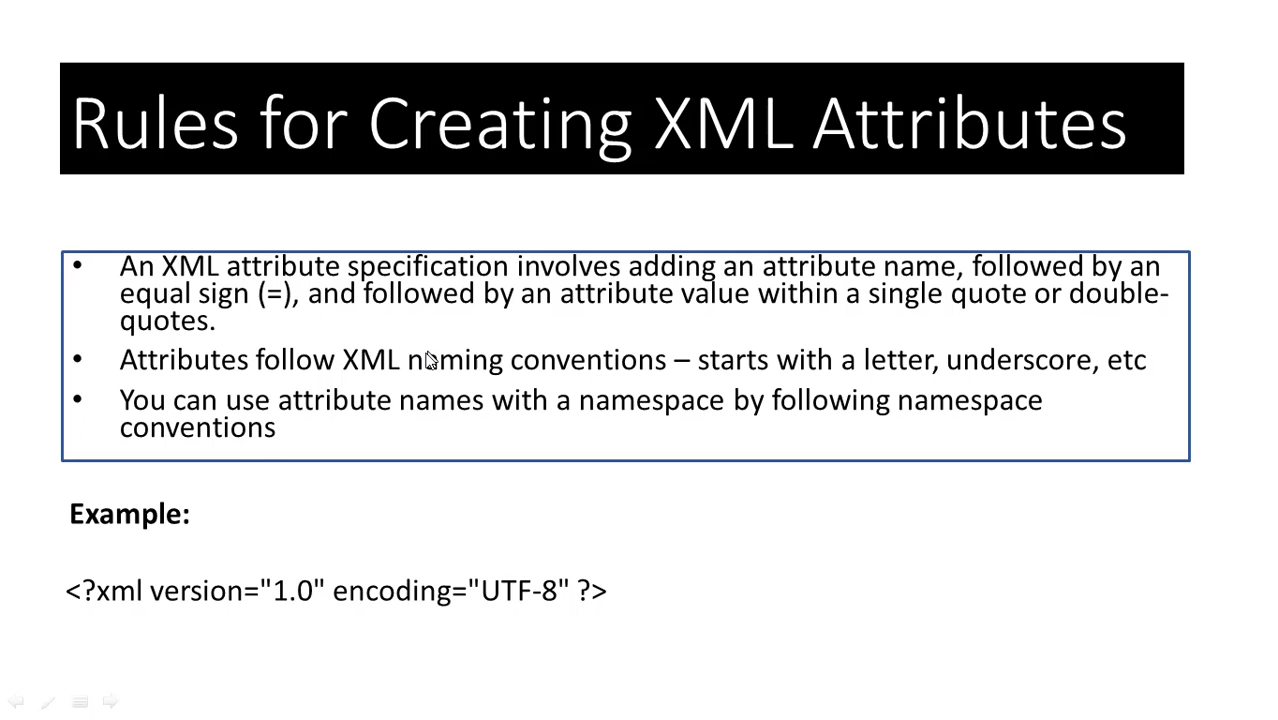 Rules for Creating XML Attributes
• An XML attribute specification involves adding an attribute name, followed by an
equal sign (=), and followed by an attribute value within a single quote or double-
quotes.
• Attributes follow XML naming conventions – starts with a letter, underscore, etc
• You can use attribute names with a namespace by following namespace
conventions
Example:
<?xml version="1.0" encoding="UTF-8" ?>